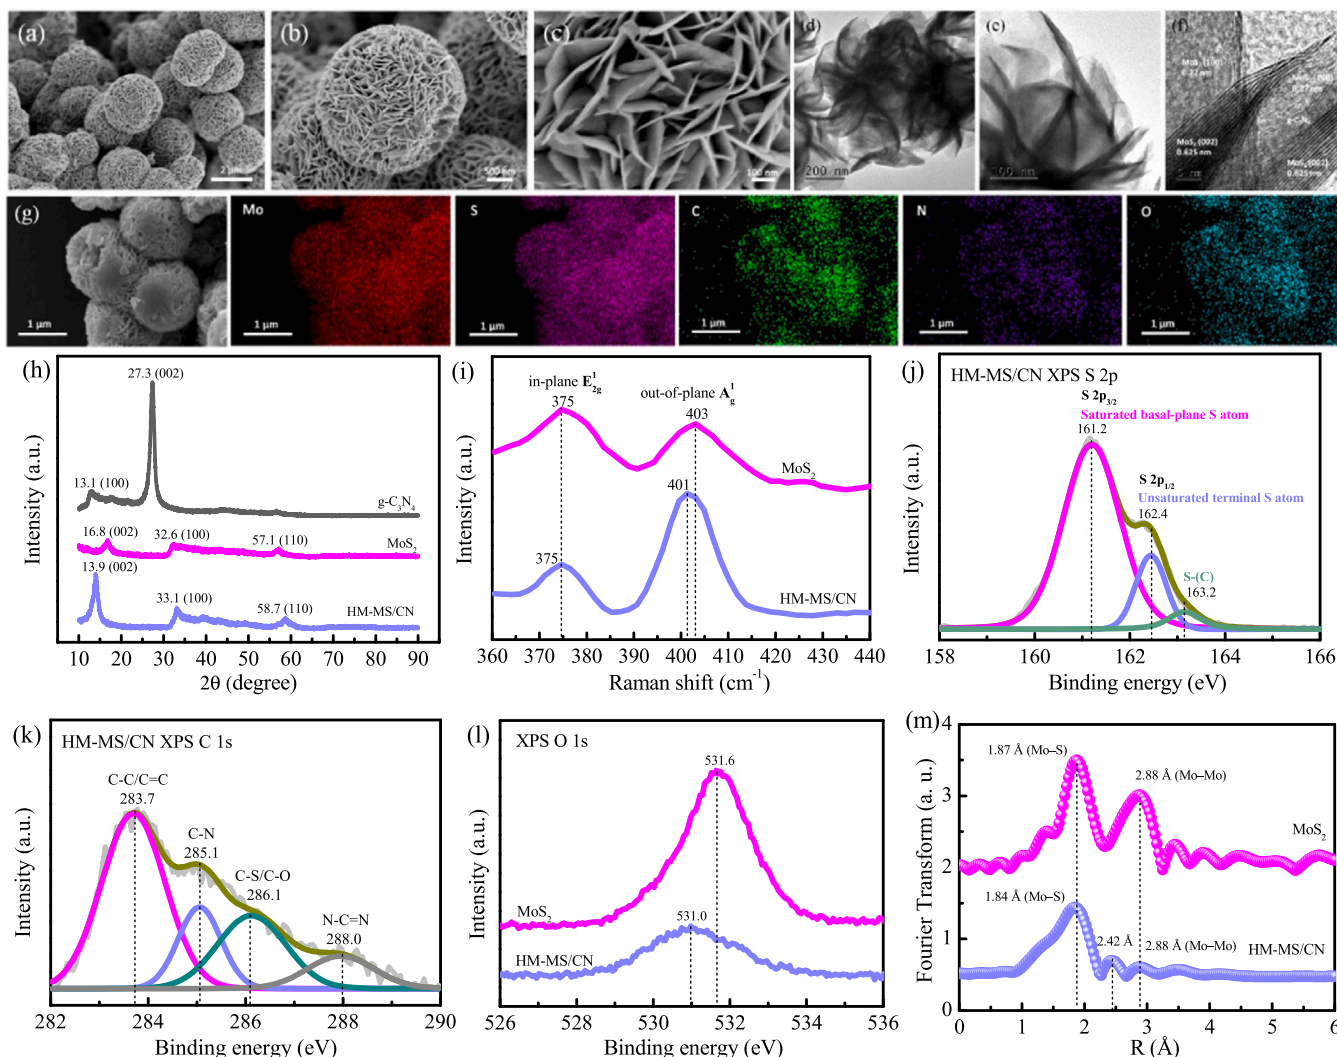 (a)
2 μm
(b)
500 nm
(c)
100 nm
(d)
200 nm
(e)
100 nm
(f)
MoS₂ (100)
0.27 nm
0.27 nm
g-C₃N₄
MoS₂ (002)
0.625 nm
MoS₂ (002)
0.625 nm
(g)
1 μm
Mo
1 μm
S
1 μm
C
1 μm
N
1 μm
O
1 μm
(h)
27.3 (002)
13.1 (100)
g-C₃N₄
16.8 (002)
32.6 (100)
57.1 (110)
MoS₂
13.9 (002)
33.1 (100)
58.7 (110)
HM-MS/CN
Intensity (a.u.)
10 20 30 40 50 60 70 80 90
2θ (degree)
(i)
in-plane E¹₂g
375
out-of-plane A¹g
403
MoS₂
401
375
HM-MS/CN
Intensity (a.u.)
360 370 380 390 400 410 420 430 440
Raman shift (cm⁻¹)
(j)
HM-MS/CN XPS S 2p
S 2p₃/₂
Saturated basal-plane S atom
161.2
S 2p₁/₂
Unsaturated terminal S atom
162.4
S-(C)
163.2
Intensity (a.u.)
158 160 162 164 166
Binding energy (eV)
(k)
HM-MS/CN XPS C 1s
C-C/C=C
283.7
C-N
285.1
C-S/C-O
286.1
N-C=N
288.0
Intensity (a.u.)
282 284 286 288 290
Binding energy (eV)
(l)
XPS O 1s
531.6
MoS₂
531.0
HM-MS/CN
Intensity (a.u.)
526 528 530 532 534 536
Binding energy (eV)
(m)
1.87 Å (Mo–S)
2.88 Å (Mo–Mo)
MoS₂
1.84 Å (Mo–S)
2.42 Å
2.88 Å (Mo–Mo)
HM-MS/CN
Fourier Transform (a. u.)
4
3
2
1
0
0 1 2 3 4 5 6
R (Å)